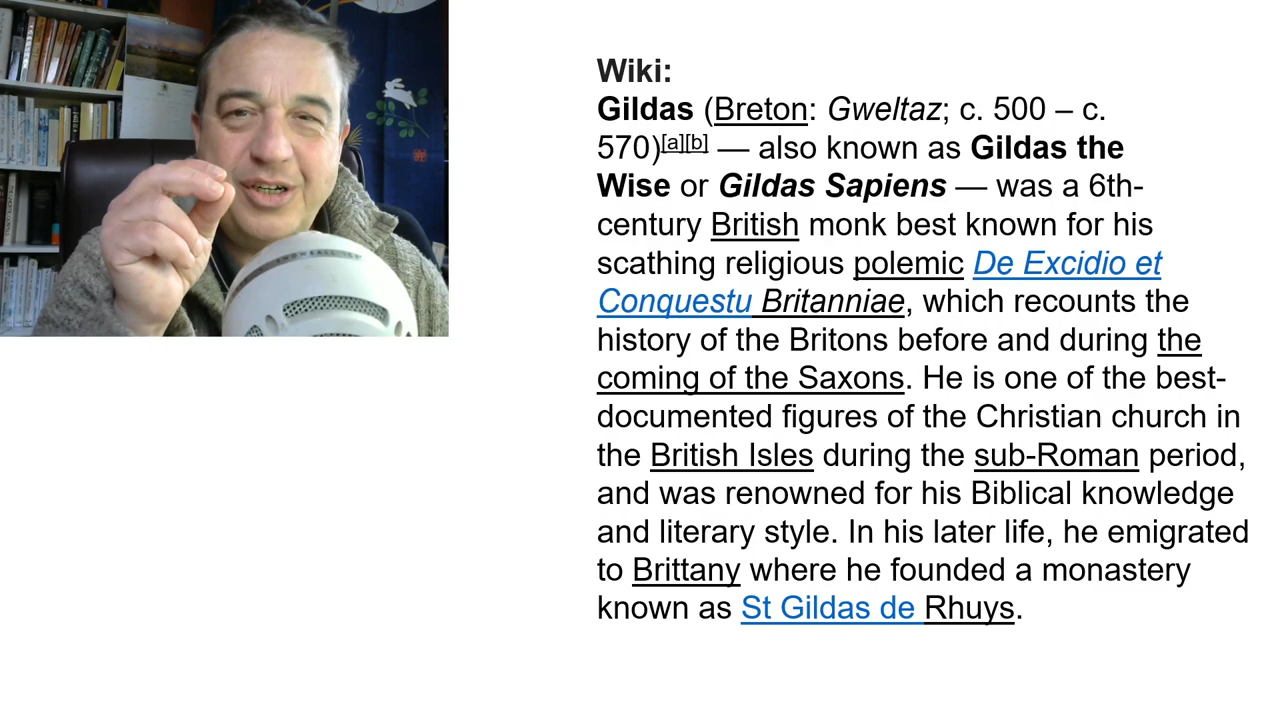 Wiki:
Gildas (Breton: Gweltaz; c. 500 – c.
570)[a][b] — also known as Gildas the
Wise or Gildas Sapiens — was a 6th-
century British monk best known for his
scathing religious polemic De Excidio et
Conquestu Britanniae, which recounts the
history of the Britons before and during the
coming of the Saxons. He is one of the best-
documented figures of the Christian church in
the British Isles during the sub-Roman period,
and was renowned for his Biblical knowledge
and literary style. In his later life, he emigrated
to Brittany where he founded a monastery
known as St Gildas de Rhuys.